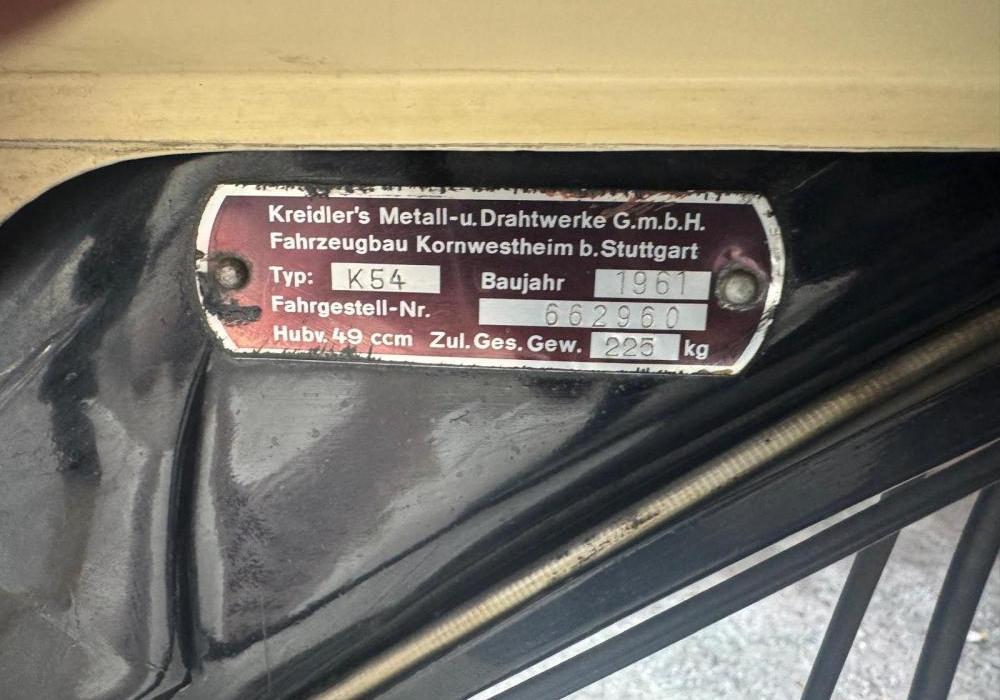 Kreidler's Metall-u. Drahtwerke G.m.b.H.
Fahrzeugbau Kornwestheim b. Stuttgart
Typ: K54 Baujahr 1961
Fahrgestell-Nr. 662960
Hubv. 49 ccm Zul. Ges. Gew. 225 kg